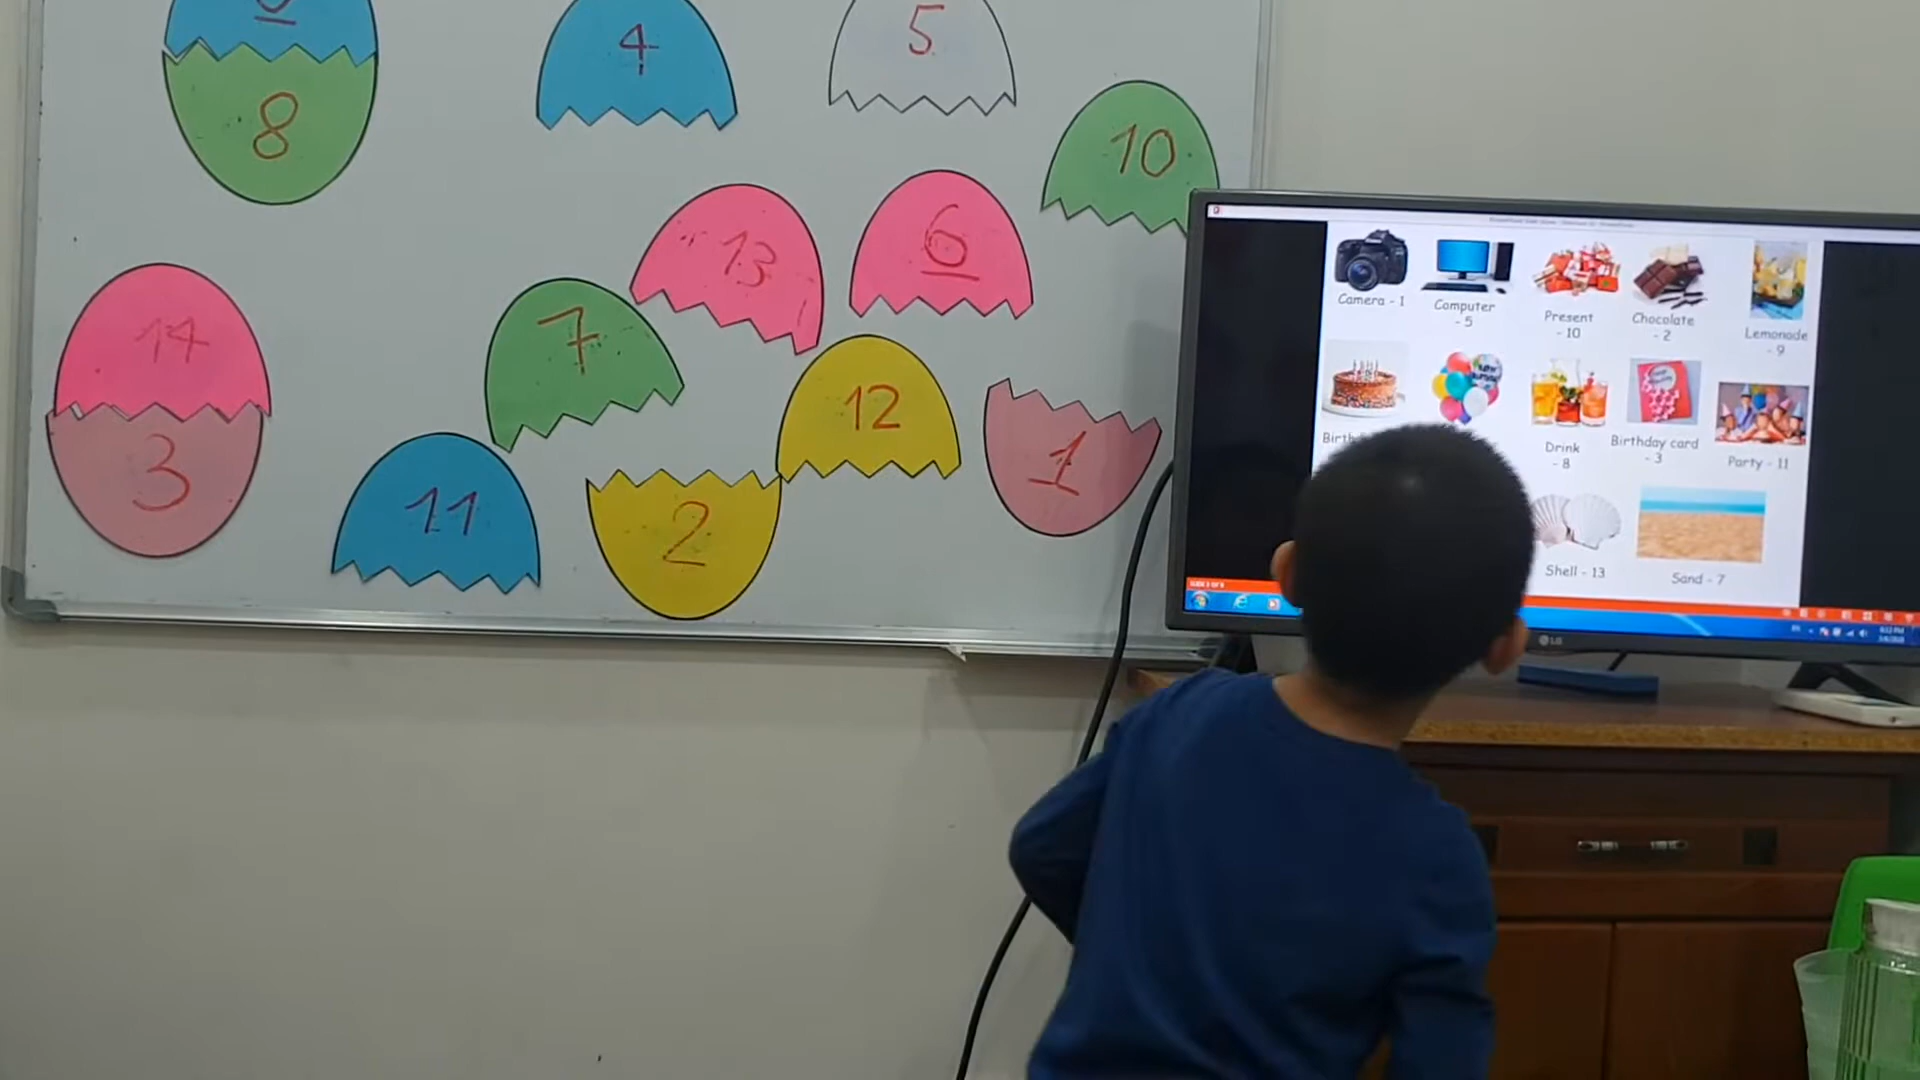 8
4
5
10
13
6
14
7
12
3
11
2
1
Camera - 1
Computer
- 5
Present
- 10
Chocolate
- 2
Lemonade
- 9
Drink
- 8
Birthday card
- 3
Party - 11
Shell - 13
Sand - 7
LG